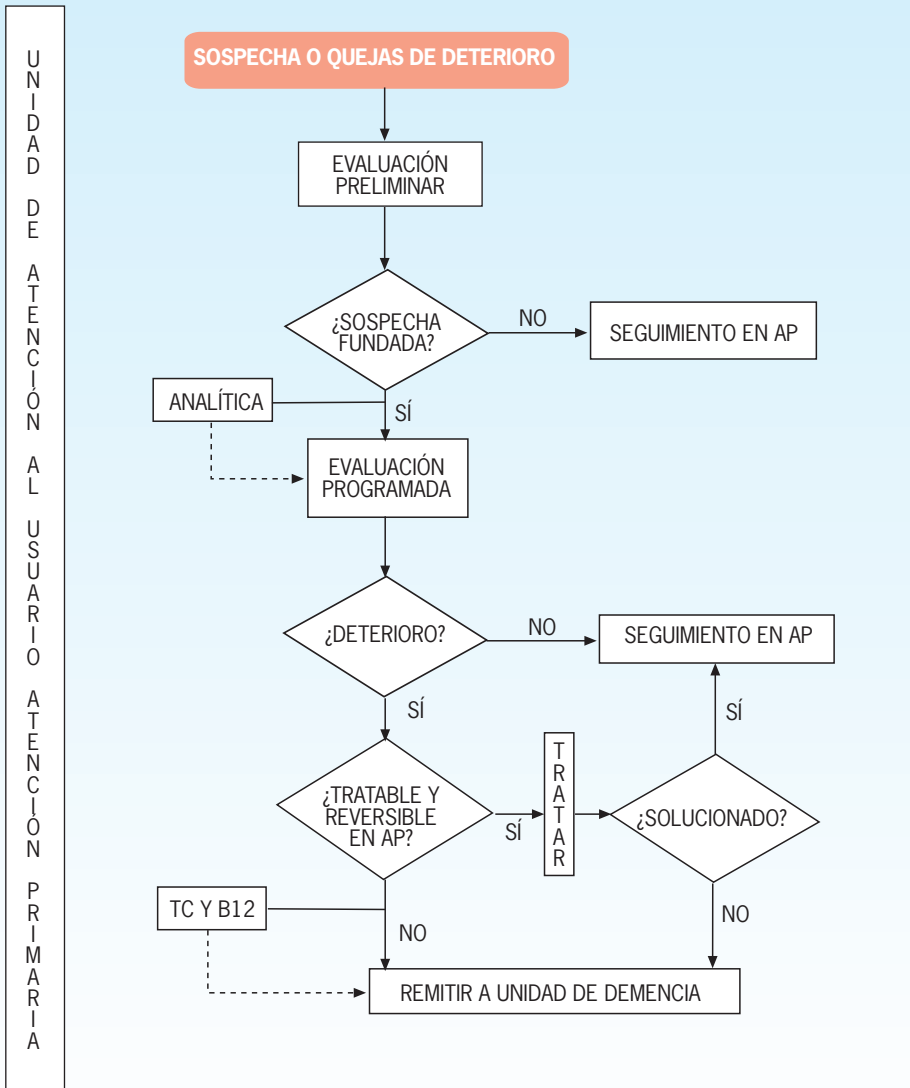 UNIDAD DE ATENCIÓN AL USUARIO ATENCIÓN PRIMARIA
SOSPECHA O QUEJAS DE DETERIORO
EVALUACIÓN
PRELIMINAR
¿SOSPECHA
FUNDADA?
NO
SEGUIMIENTO EN AP
ANALÍTICA
SÍ
EVALUACIÓN
PROGRAMADA
¿DETERIORO?
NO
SEGUIMIENTO EN AP
SÍ
SÍ
¿TRATABLE Y
REVERSIBLE
EN AP?
SÍ
TRATAR
¿SOLUCIONADO?
TC Y B12
NO
NO
REMITIR A UNIDAD DE DEMENCIA